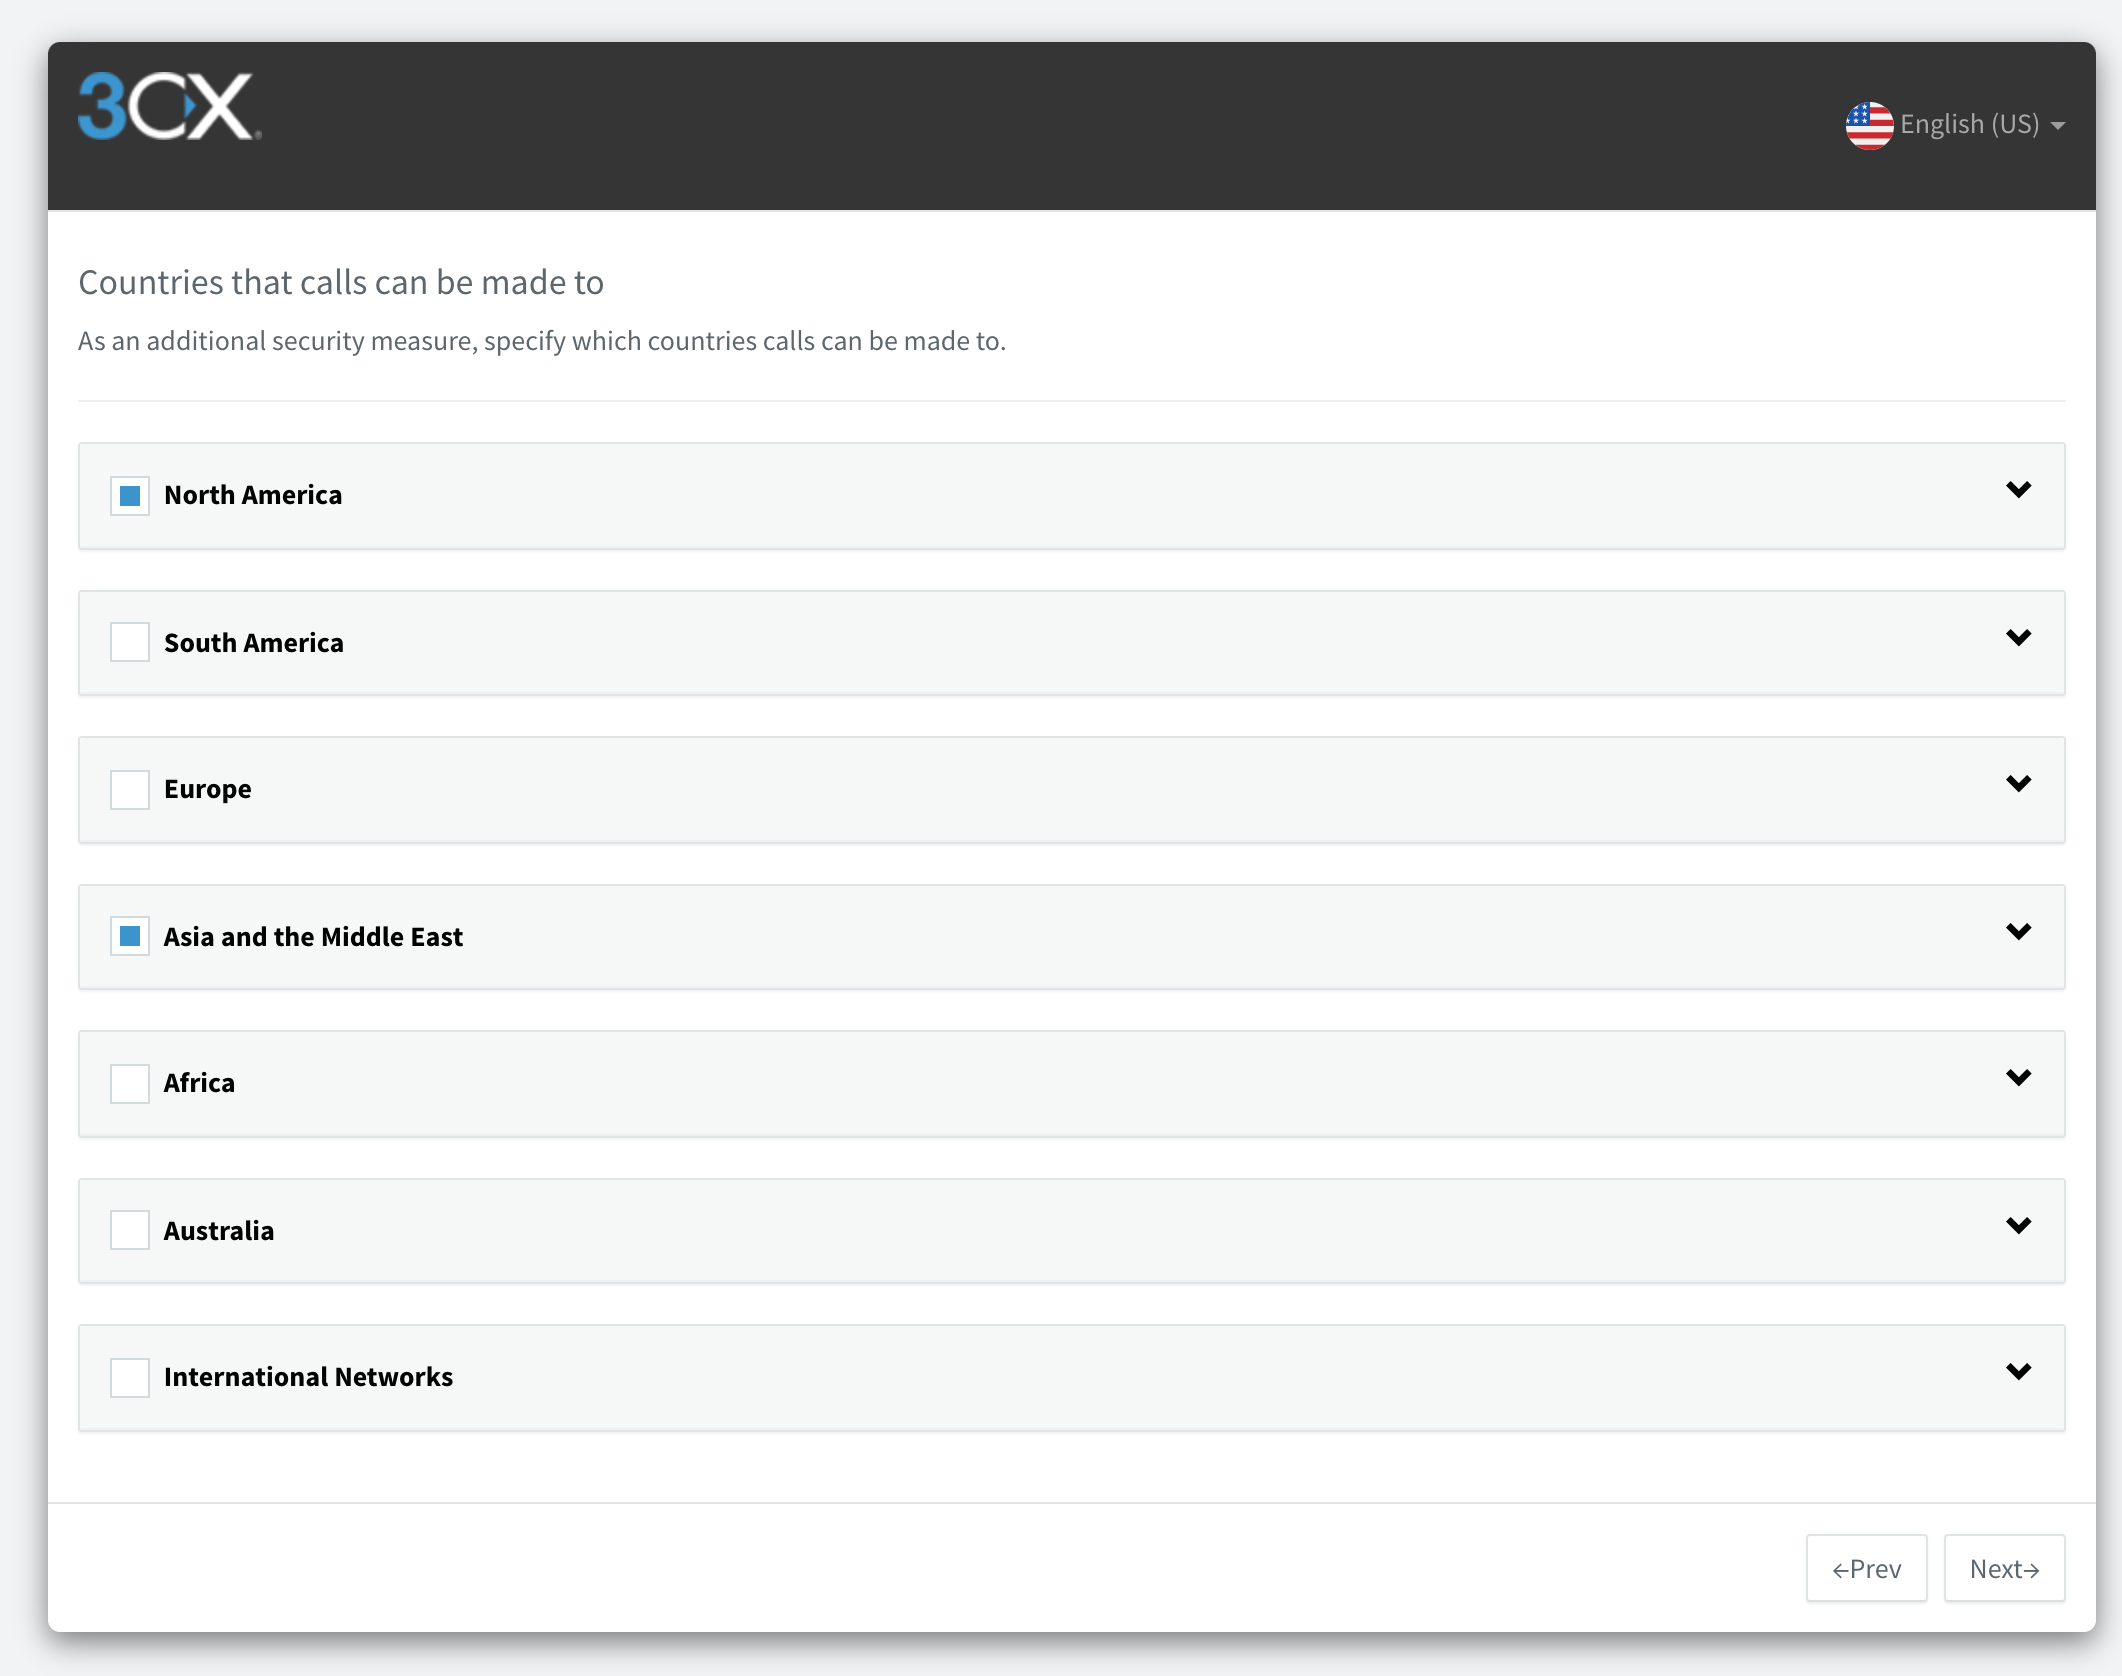 3CX
English (US)
Countries that calls can be made to
As an additional security measure, specify which countries calls can be made to.
North America
South America
Europe
Asia and the Middle East
Africa
Australia
International Networks
←Prev
Next→